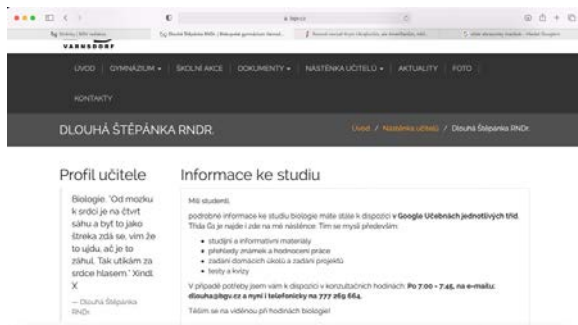 bgv.cz
VARNSDORF
ÚVOD
GYMNÁZIUM
ŠKOLNÍ AKCE
DOKUMENTY
NÁSTĚNKA UČITELŮ
AKTUALITY
FOTO
KONTAKTY
DLOUHÁ ŠTĚPÁNKA RNDR.
Úvod / Nástěnka učitelů / Dlouhá Štěpánka RNDr.
Profil učitele
Biologie. "Od mozku
k srdci je na čtvrt
sáhu a byť to jako
štreka zdá se, vím že
to ujdu, ač je to
záhul. Tak utíkám za
srdce hlasem." Xindl
X
— Dlouhá Štěpánka
RNDr.
Informace ke studiu
Milí studenti,
podrobné informace ke studiu biologie máte stále k dispozici v Google Učebnách jednotlivých tříd.
Třída G1 je najde i zde na mé nástěnce. Tím se myslí především:
studijní a informativní materiály
přehledy známek a hodnocení práce
zadání domácích úkolů a zadání projektů
testy a kvízy
V případě potřeby jsem vám k dispozici v konzultačních hodinách: Po 7:00 - 7:45, na e-mailu:
dlouha@bgv.cz a nyní i telefonicky na 777 269 664.
Těším se na viděnou při hodinách biologie!